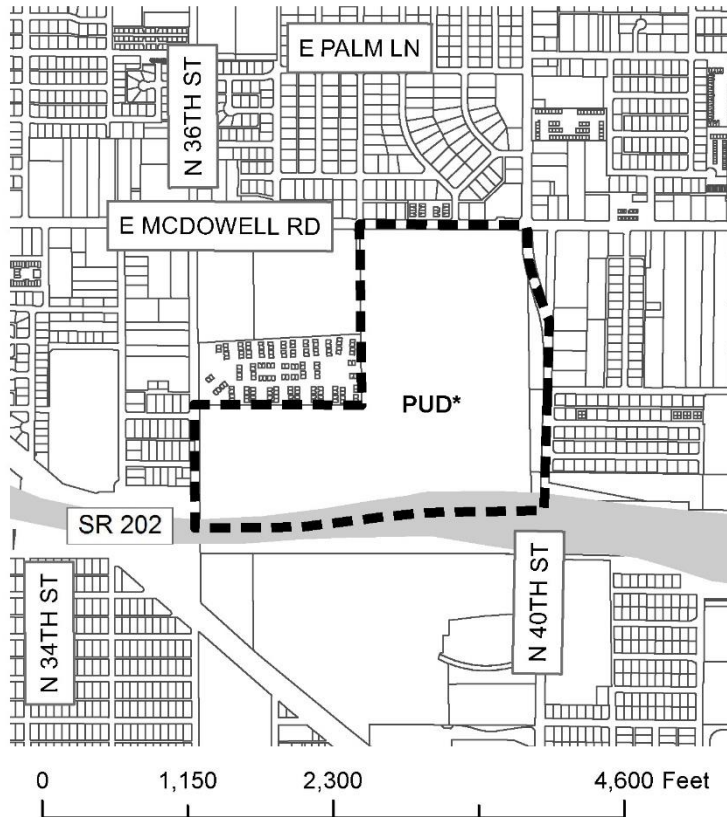 E PALM LN
N 36TH ST
E MCDOWELL RD
PUD*
SR 202
N 34TH ST
N 40TH ST
0 1,150 2,300 4,600 Feet